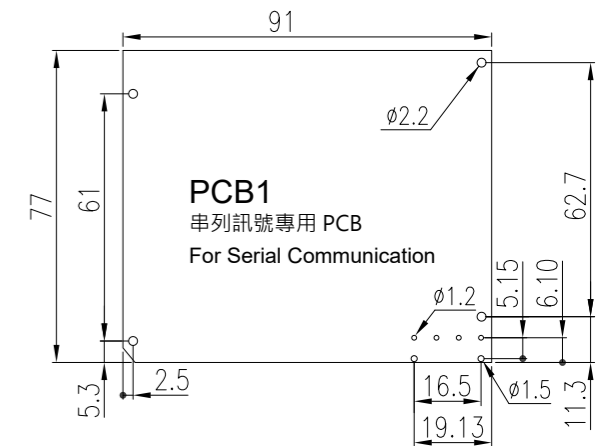 91
ø2.2
77
61
62.7
PCB1
串列訊號專用 PCB
For Serial Communication
5.15
6.10
ø1.2
5.3
2.5
16.5
ø1.5
11.3
19.13